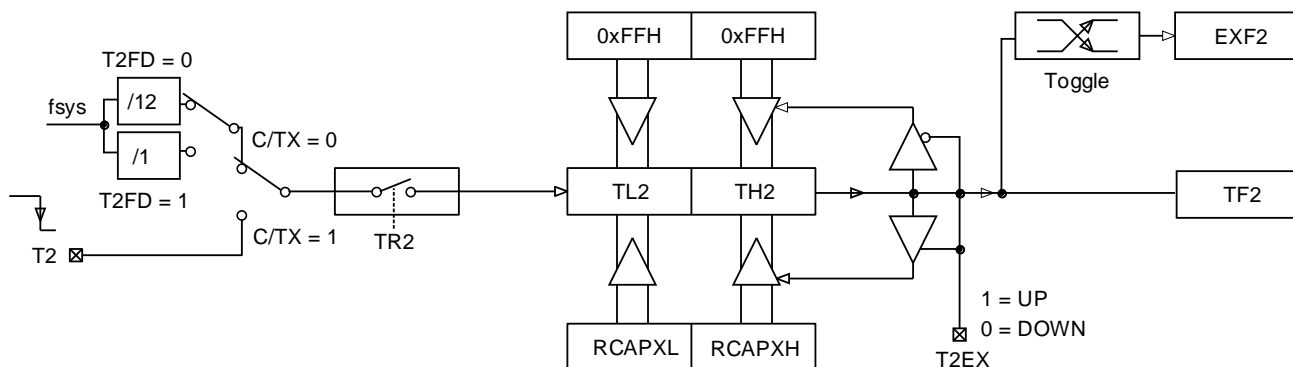 0xFFH
0xFFH
EXF2
T2FD = 0
Toggle
fsys
/12
C/TX = 0
/1
T2FD = 1
TL2
TH2
TF2
C/TX = 1
TR2
T2
1 = UP
0 = DOWN
RCAPXL
RCAPXH
T2EX